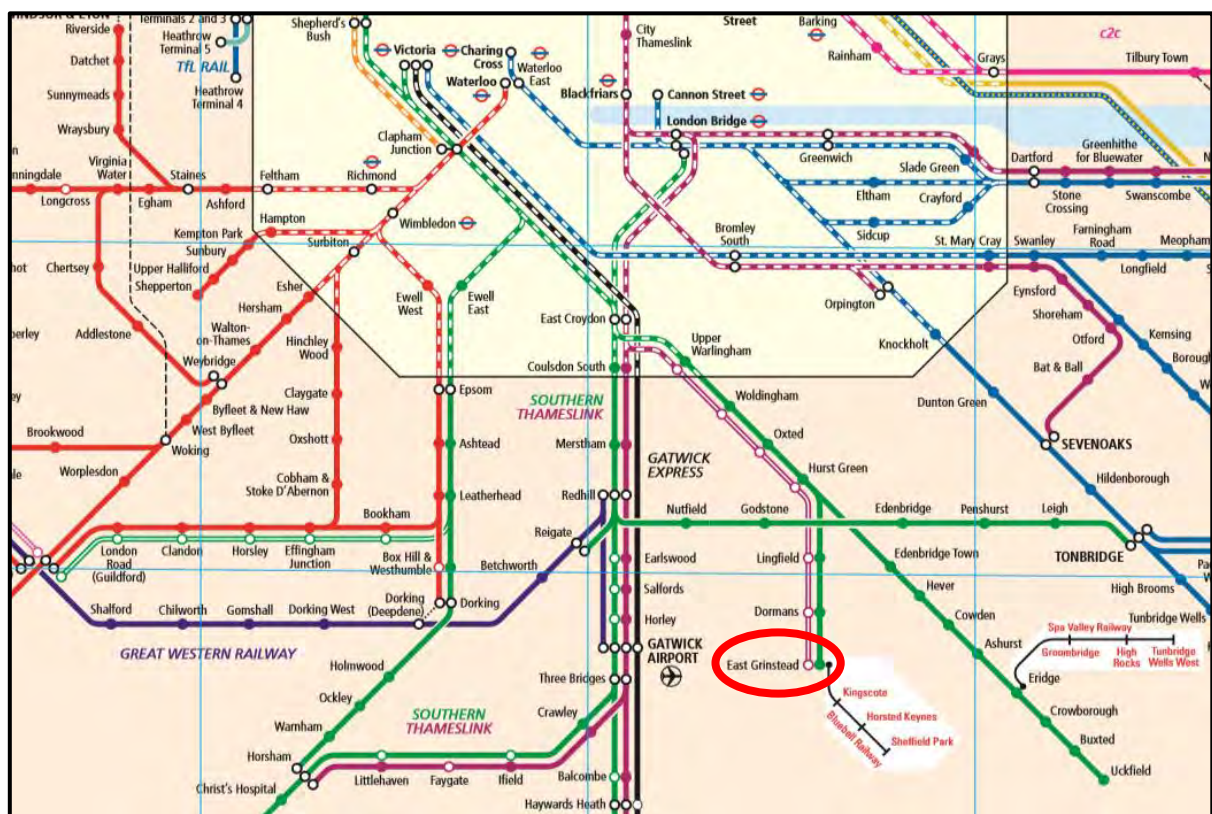 WINDSOR & ETON
Riverside
Datchet
Sunnymeads
Wraysbury
Terminals 2 and 3
Heathrow
Terminal 5
TfL RAIL
Heathrow
Terminal 4
Shepherd's
Bush
Victoria
Charing
Cross
Waterloo
Waterloo
East
Clapham
Junction
City
Thameslink
Street
Blackfriars
Cannon Street
London Bridge
Barking
Rainham
Grays
c2c
Tilbury Town
Greenwich
Slade Green
Dartford
Greenhithe
for Bluewater
Eltham
Crayford
Sidcup
Stone
Crossing
Swanscombe
Virginia
Water
Staines
Feltham
Richmond
Longcross
Egham
Ashford
Wimbledon
Hampton
Kempton Park
Sunbury
Upper Halliford
Shepperton
Surbiton
Chertsey
Addlestone
Esher
Hersham
Walton-
on-Thames
Weybridge
Byfleet & New Haw
West Byfleet
Woking
Brookwood
Worplesdon
Hinchley
Wood
Claygate
Oxshott
Cobham &
Stoke D'Abernon
Ewell
West
Ewell
East
Epsom
Ashtead
Leatherhead
Bookham
Box Hill &
Westhumble
London
Road
(Guildford)
Clandon
Horsley
Effingham
Junction
Shalford
Chilworth
Gomshall
Dorking West
Dorking
(Deepdene)
Dorking
GREAT WESTERN RAILWAY
Betchworth
Reigate
Redhill
Bromley
South
St. Mary Cray
Swanley
Farningham
Road
Longfield
Meopham
Orpington
Knockholt
Eynsford
Shoreham
Otford
Bat & Ball
Kemsing
Dunton Green
SEVENOAKS
Hildenborough
East Croydon
Coulsdon South
Upper
Warlingham
SOUTHERN
THAMESLINK
Merstham
GATWICK
EXPRESS
Woldingham
Oxted
Hurst Green
Nutfield
Godstone
Edenbridge
Penshurst
Leigh
TONBRIDGE
High Brooms
Tunbridge Wells
Earlswood
Salfords
Horley
GATWICK
AIRPORT
Lingfield
Dormans
East Grinstead
Edenbridge Town
Hever
Cowden
Ashurst
Eridge
Crowborough
Buxted
Uckfield
Spa Valley Railway
Groombridge
High
Rocks
Tunbridge
Wells West
Kingscote
Horsted Keynes
Sheffield Park
Bluebell Railway
Holmwood
Ockley
Warnham
Horsham
Christ's Hospital
SOUTHERN
THAMESLINK
Littlehaven
Faygate
Ifield
Crawley
Three Bridges
Balcombe
Haywards Heath